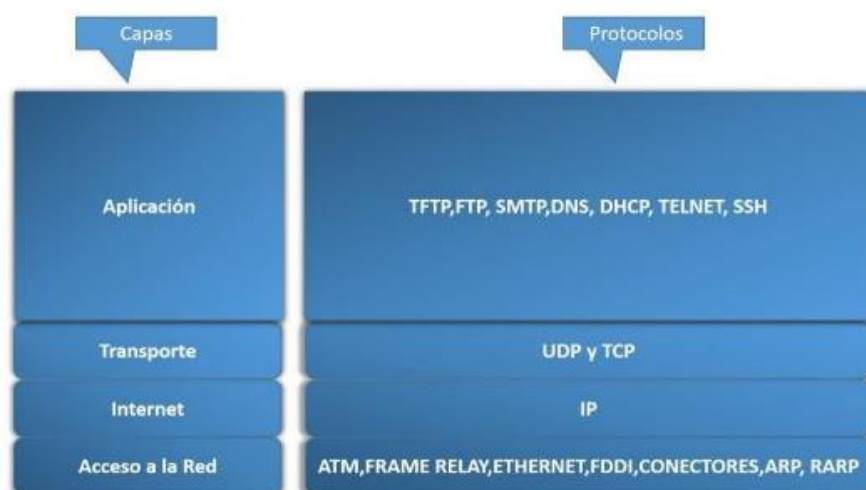 Capas
Protocolos
Aplicación
TFTP,FTP, SMTP,DNS, DHCP, TELNET, SSH
Transporte
UDP y TCP
Internet
IP
Acceso a la Red
ATM,FRAME RELAY,ETHERNET,FDDI,CONECTORES,ARP, RARP